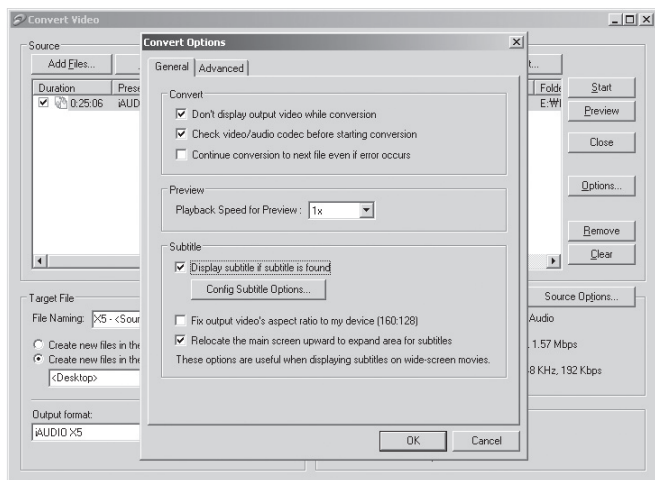 Convert Video
Source
Add Files...
Duration
0:25:06
iAUD
Folde
E:₩
Start
Preview
Close
Options...
Remove
Clear
Convert Options
General
Advanced
Convert
Don't display output video while conversion
Check video/audio codec before starting conversion
Continue conversion to next file even if error occurs
Preview
Playback Speed for Preview :
1x
Subtitle
Display subtitle if subtitle is found
Config Subtitle Options...
Fix output video's aspect ratio to my device (160:128)
Relocate the main screen upward to expand area for subtitles
These options are useful when displaying subtitles on wide-screen movies.
OK
Cancel
Target File
Source Options...
File Naming:
X5 - <Sour
Audio
Create new files in the
, 1.57 Mbps
Create new files in the
<Desktop>
8 KHz, 192 Kbps
Output format:
iAUDIO X5